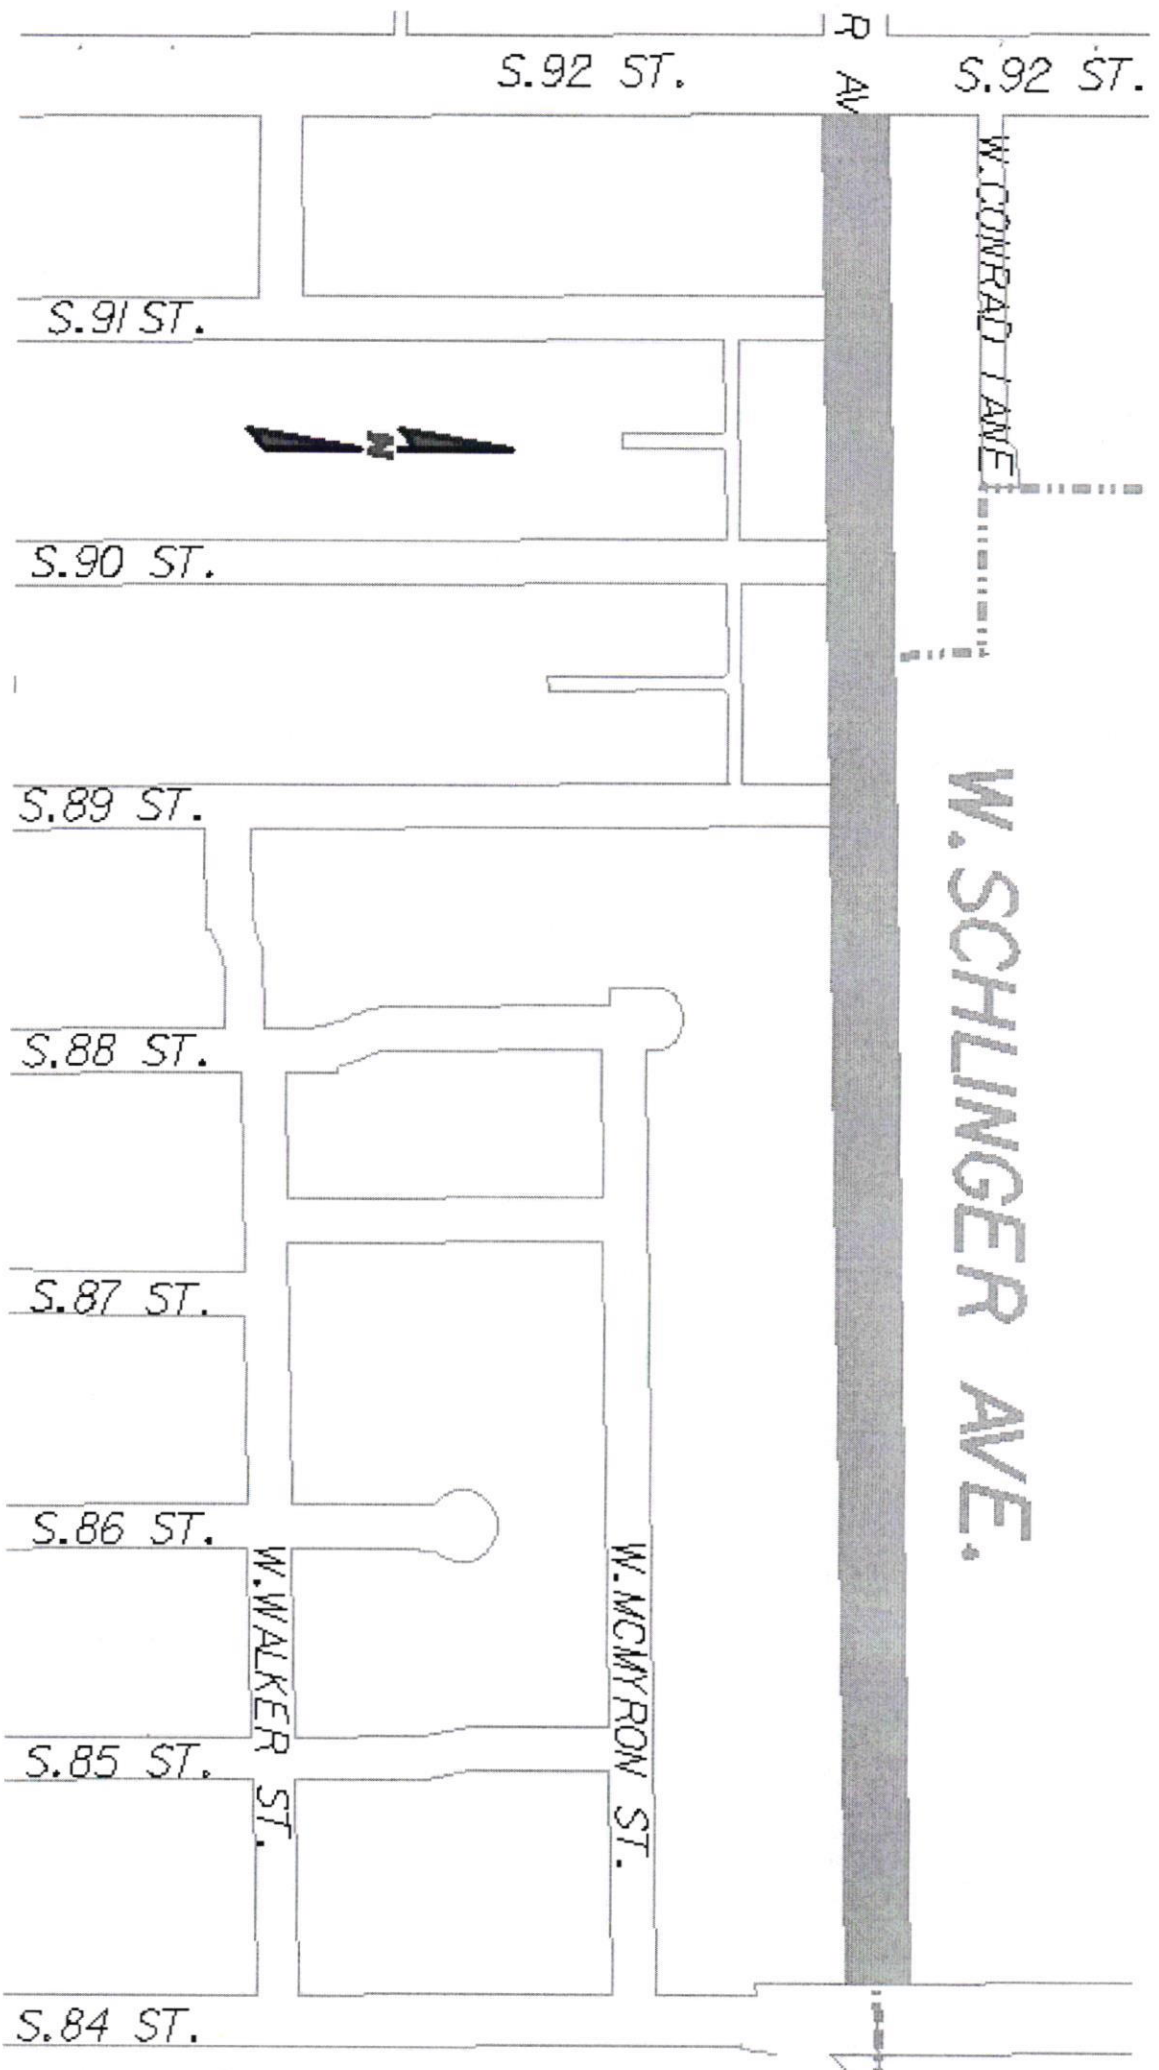 R AV
S.92 ST.
S.92 ST.
W.CONRAD LANE
S.91 ST.
N
S.90 ST.
W.SCHLINGER AVE.
S.89 ST.
S.88 ST.
S.87 ST.
S.86 ST.
W.WALKER ST.
W.MCMYRON ST.
S.85 ST.
S.84 ST.